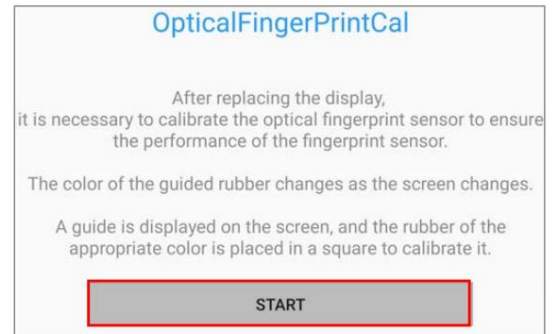 OpticalFingerPrintCal
After replacing the display,
it is necessary to calibrate the optical fingerprint sensor to ensure
the performance of the fingerprint sensor.
The color of the guided rubber changes as the screen changes.
A guide is displayed on the screen, and the rubber of the
appropriate color is placed in a square to calibrate it.
START